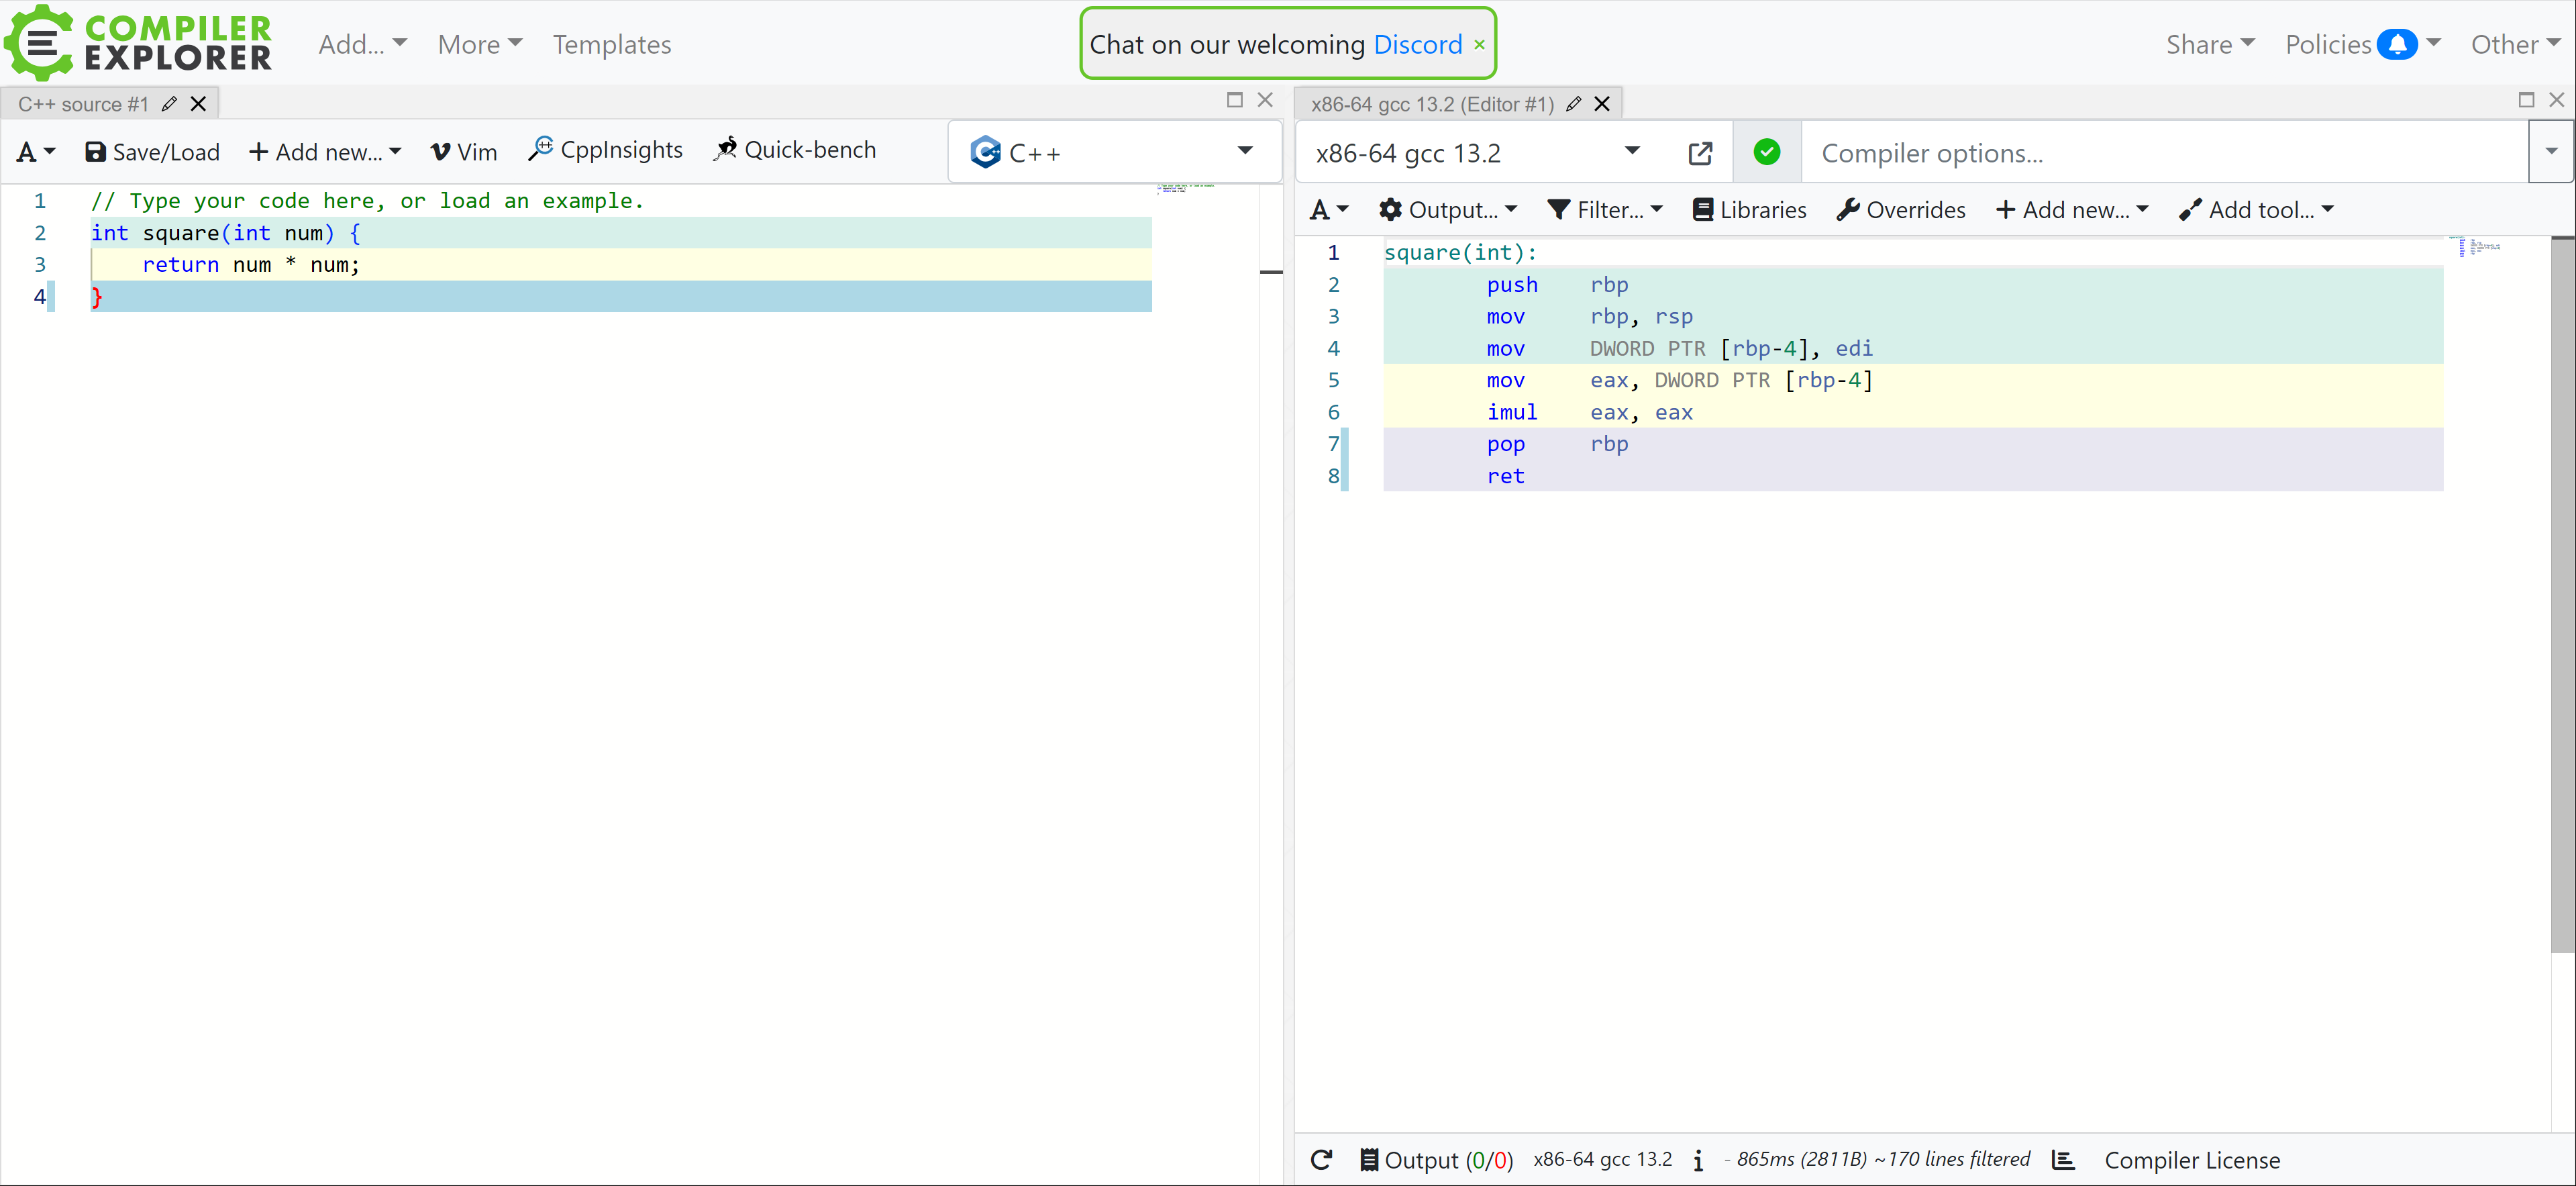 COMPILER
EXPLORER
Add... More Templates
Chat on our welcoming Discord ×
Share Policies Other
C++ source #1
A Save/Load + Add new... Vim CppInsights Quick-bench C++
1 // Type your code here, or load an example.
2 int square(int num) {
3     return num * num;
4 }
x86-64 gcc 13.2 (Editor #1)
x86-64 gcc 13.2 Compiler options...
A Output... Filter... Libraries Overrides + Add new... Add tool...
1 square(int):
2         push    rbp
3         mov     rbp, rsp
4         mov     DWORD PTR [rbp-4], edi
5         mov     eax, DWORD PTR [rbp-4]
6         imul    eax, eax
7         pop     rbp
8         ret
Output (0/0) x86-64 gcc 13.2 i - 865ms (2811B) ~170 lines filtered Compiler License